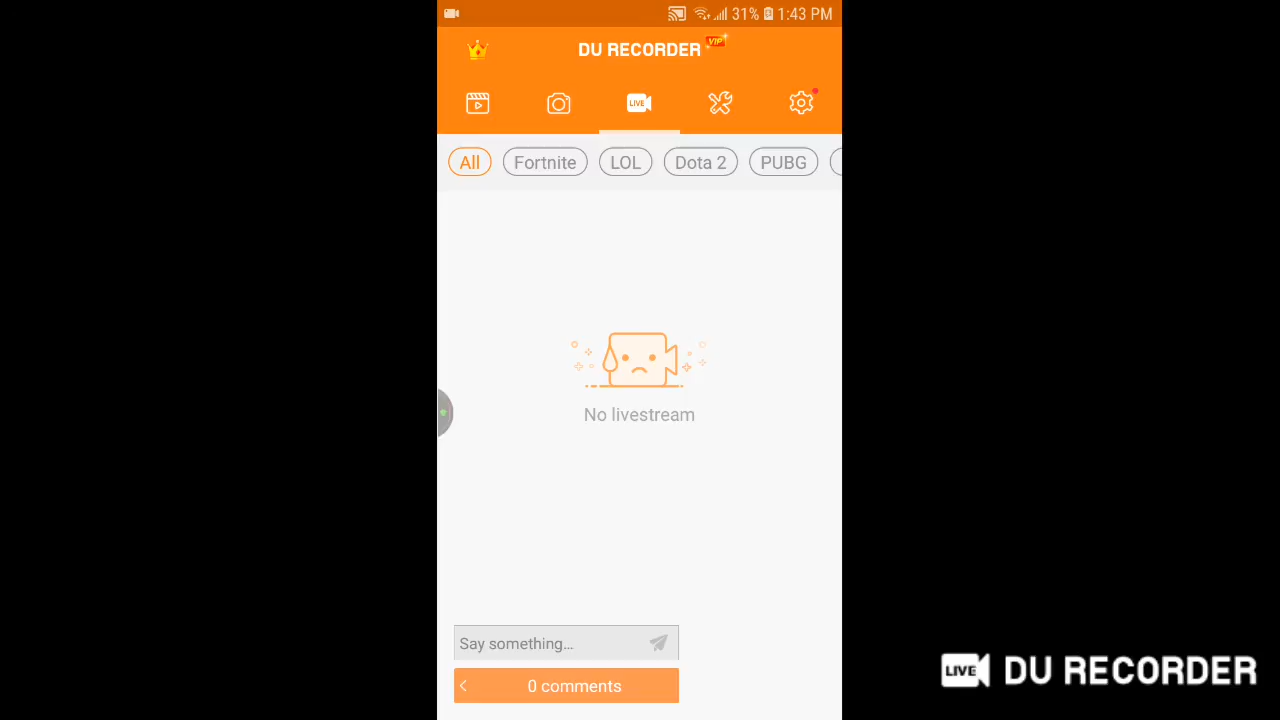 31% 1:43 PM
DU RECORDER VIP
LIVE
All Fortnite LOL Dota 2 PUBG
No livestream
Say something...
0 comments
LIVE DU RECORDER